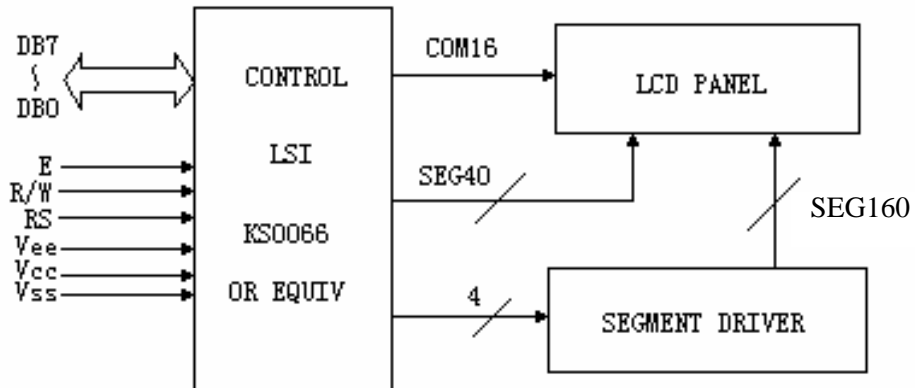 DB7
~
DB0
E
R/W
RS
Vee
Vcc
Vss
CONTROL
LSI
KS0066
OR EQUIV
COM16
SEG40
4
LCD PANEL
SEG160
SEGMENT DRIVER